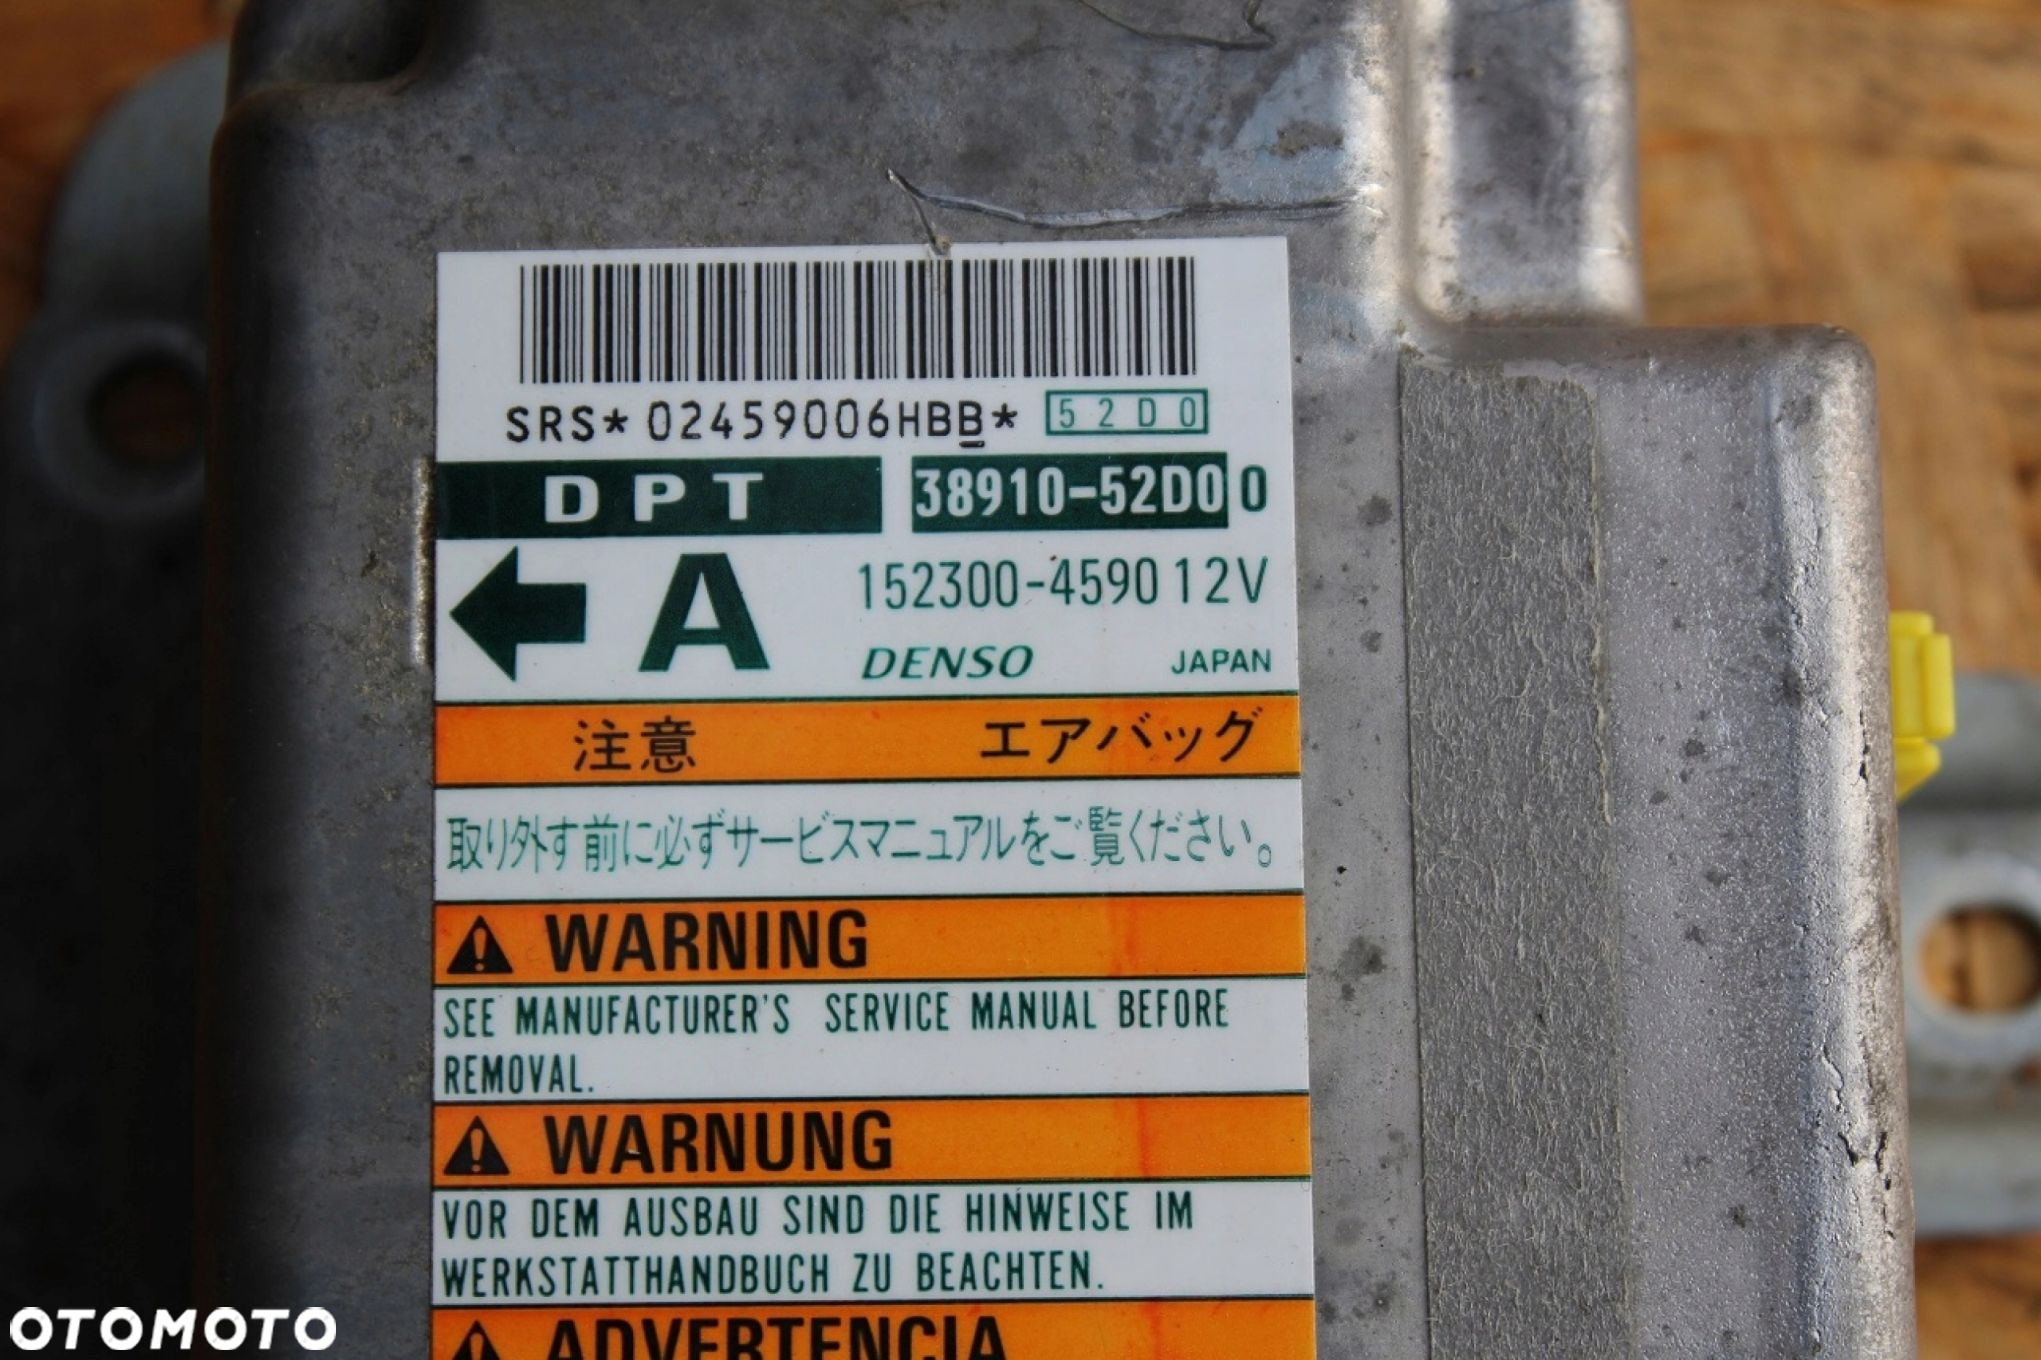 SRS*02459006HBB* 52D0
DPT 38910-52D0 0
A 152300-4590 12V
DENSO JAPAN
注意 エアバッグ
取り外す前に必ずサービスマニュアルをご覧ください。
WARNING
SEE MANUFACTURER'S SERVICE MANUAL BEFORE
REMOVAL.
WARNUNG
VOR DEM AUSBAU SIND DIE HINWEISE IM
WERKSTATTHANDBUCH ZU BEACHTEN.
ADVERTENCIA
OTOMOTO